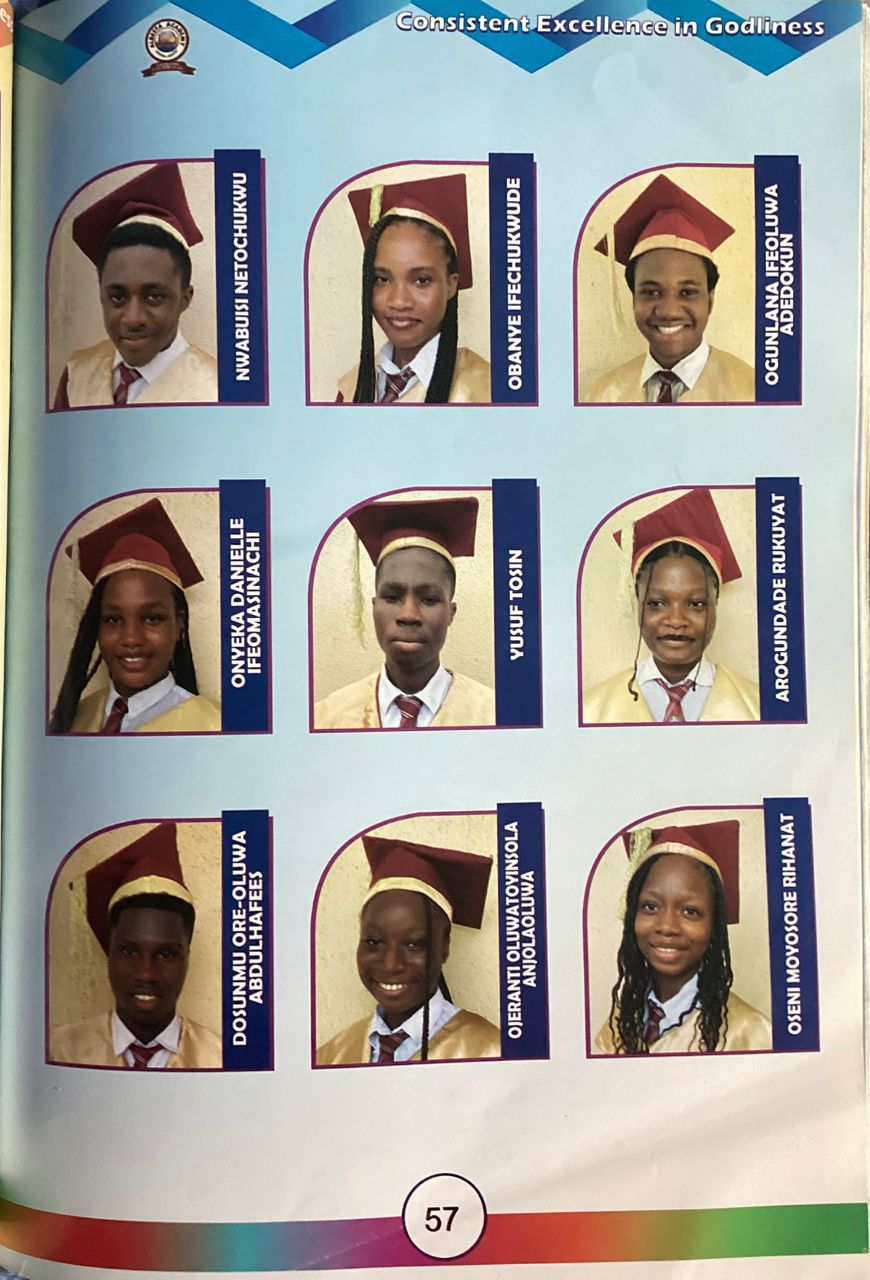 Consistent Excellence in Godliness
NWABUISI NETOCHUKWU
OBANYE IFECHUKWUDE
OGUNLANA IFEOLUWA
ADEDOKUN
ONYEKA DANIELLE
IFEOMASINACHI
YUSUF TOSIN
AROGUNDADE RUKUYAT
DOSUNMU ORE-OLUWA
ABDULHAFEES
OJERANTI OLUWATOYINSOLA
ANJOLAOLUWA
OSENI MOYOSORE RIHANAT
57